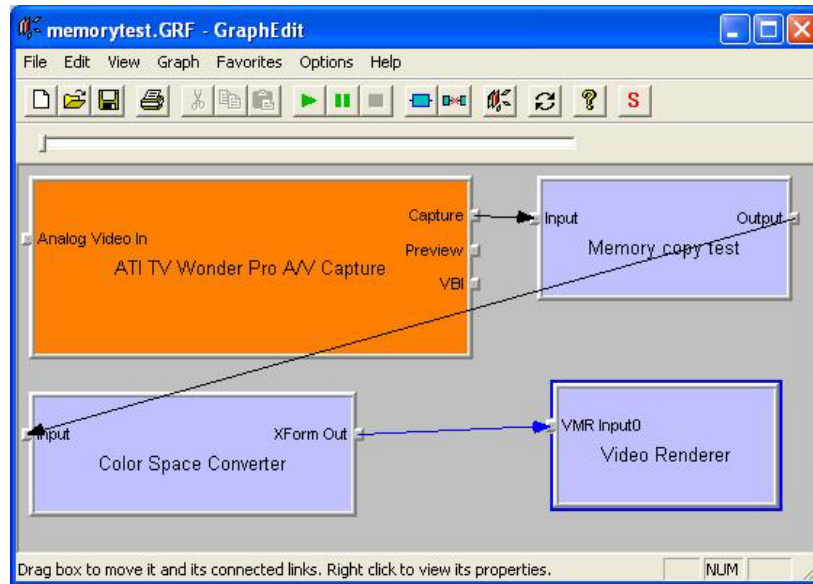 memorytest.GRF - GraphEdit
File Edit View Graph Favorites Options Help
S
Capture
Input
Output
Analog Video In
Preview
Memory copy test
ATI TV Wonder Pro A/V Capture
VBI
Input
XForm Out
VMR Input0
Color Space Converter
Video Renderer
Drag box to move it and its connected links. Right click to view its properties.
NUM